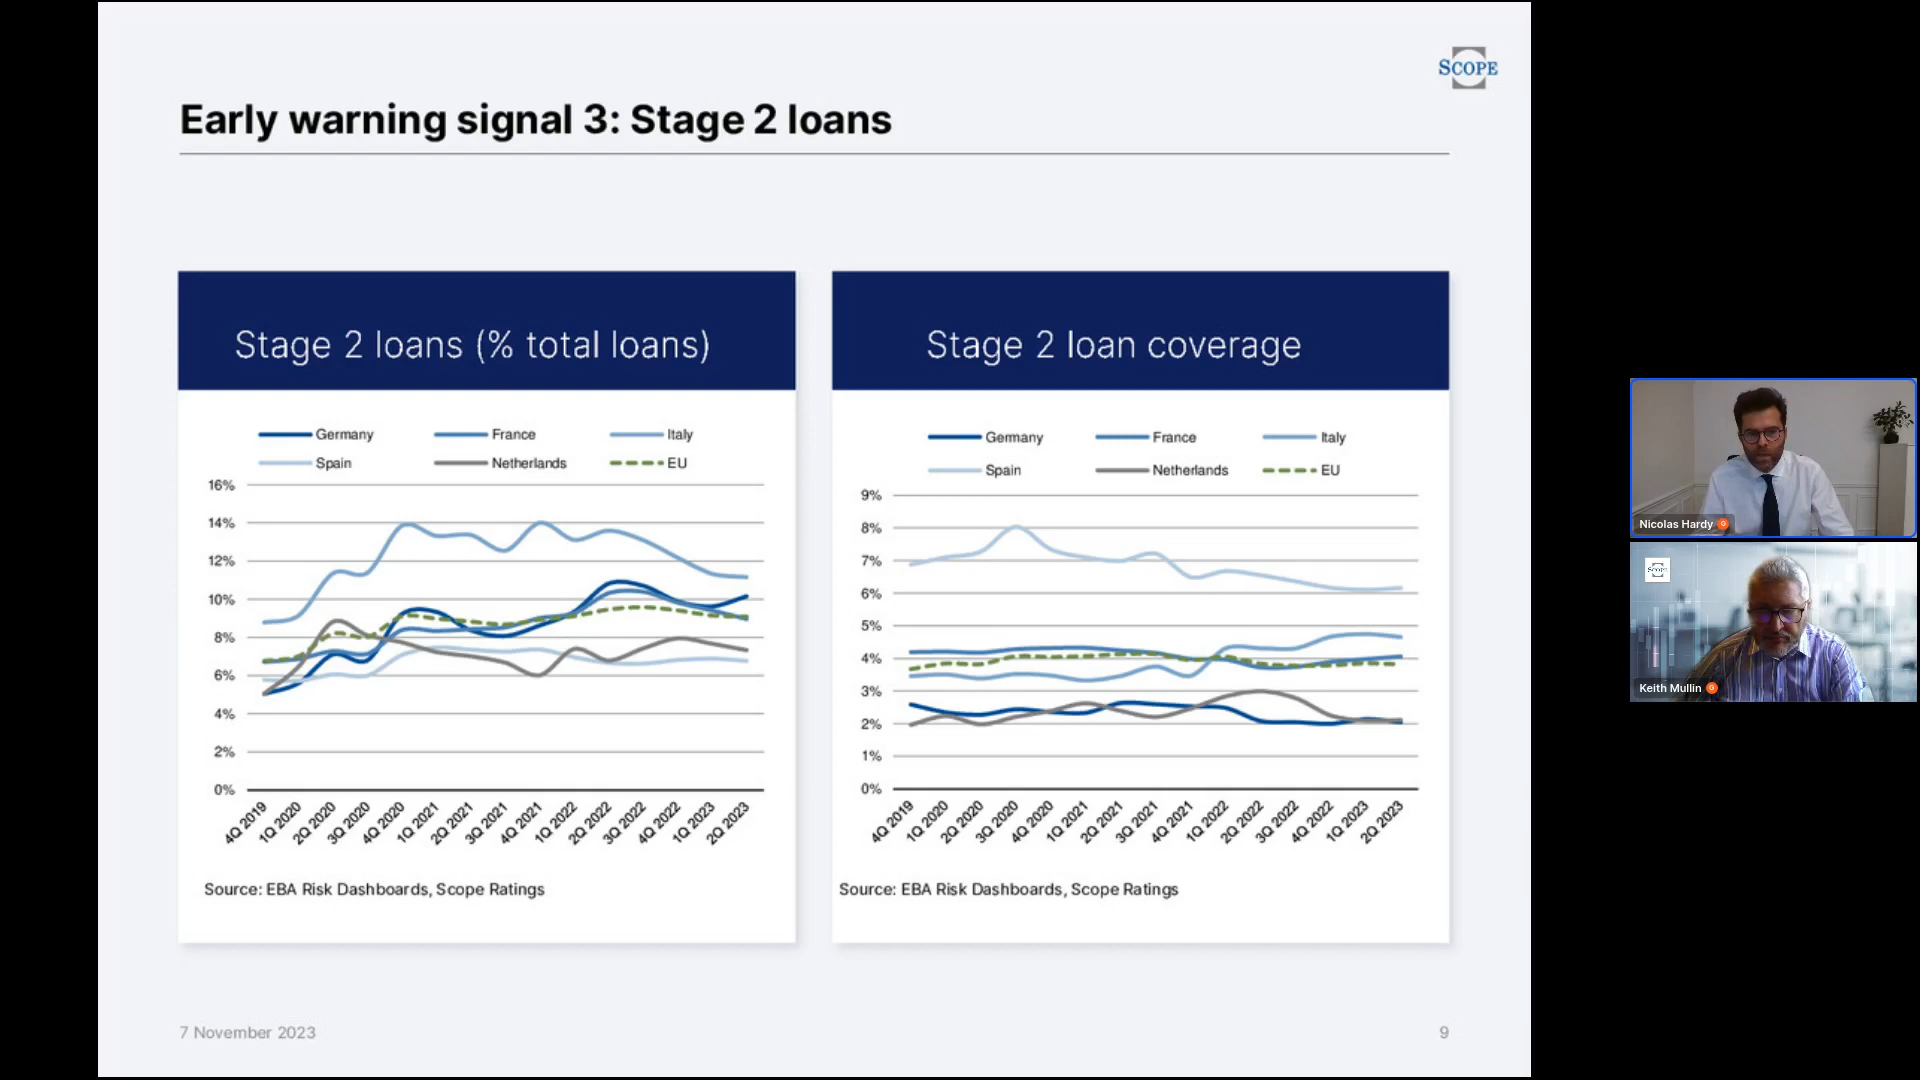 SCOPE
Early warning signal 3: Stage 2 loans
Stage 2 loans (% total loans)
Germany France Italy
Spain Netherlands EU
16%
14%
12%
10%
8%
6%
4%
2%
0%
4Q 2019 1Q 2020 2Q 2020 3Q 2020 4Q 2020 1Q 2021 2Q 2021 3Q 2021 4Q 2021 1Q 2022 2Q 2022 3Q 2022 4Q 2022 1Q 2023 2Q 2023
Source: EBA Risk Dashboards, Scope Ratings
Stage 2 loan coverage
Germany France Italy
Spain Netherlands EU
9%
8%
7%
6%
5%
4%
3%
2%
1%
0%
4Q 2019 1Q 2020 2Q 2020 3Q 2020 4Q 2020 1Q 2021 2Q 2021 3Q 2021 4Q 2021 1Q 2022 2Q 2022 3Q 2022 4Q 2022 1Q 2023 2Q 2023
Source: EBA Risk Dashboards, Scope Ratings
7 November 2023
9
Nicolas Hardy G
SCOPE
Keith Mullin G